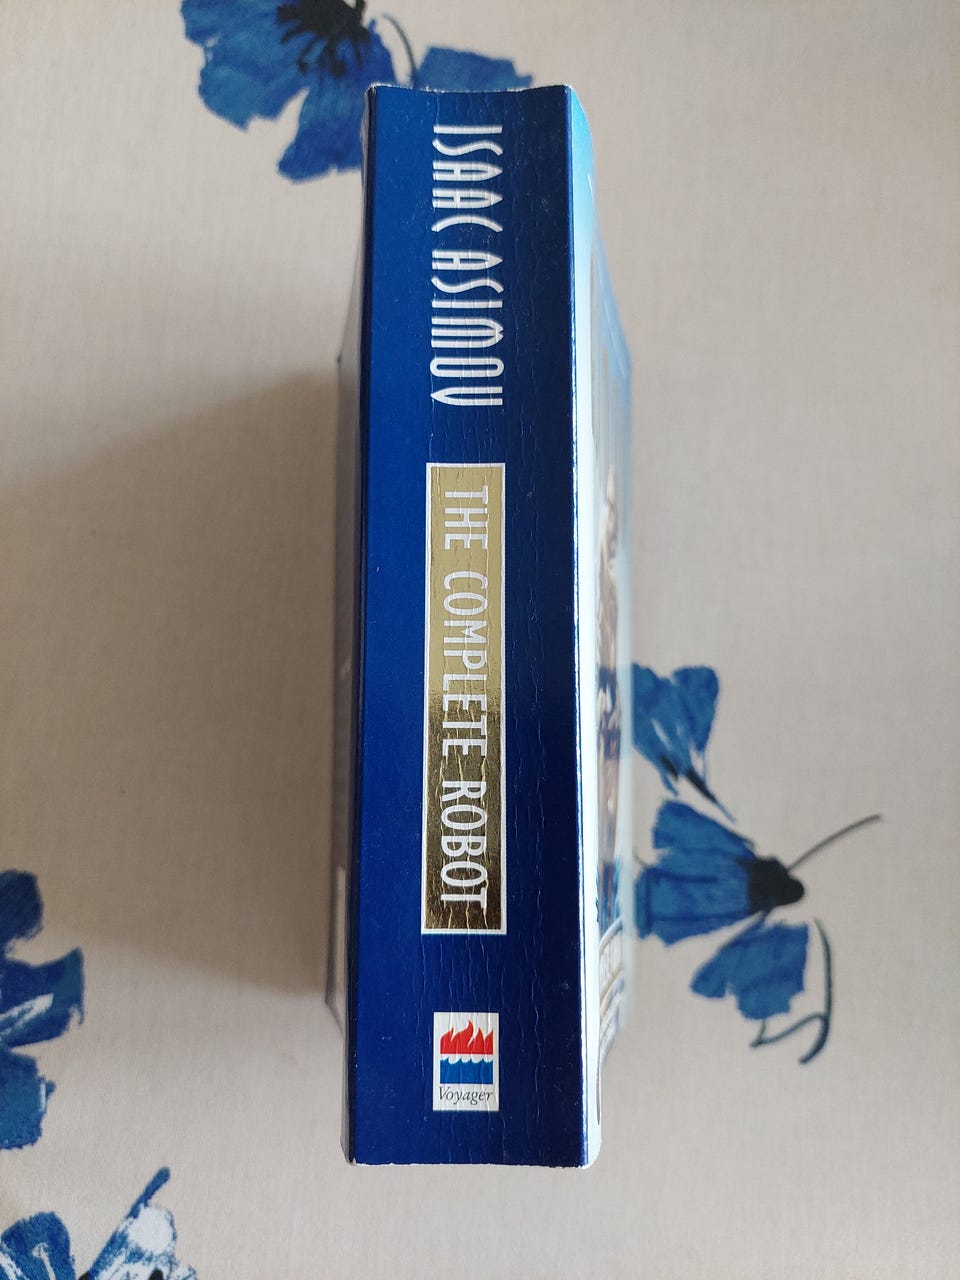 ISAAC ASIMOV
THE COMPLETE ROBOT
Voyager